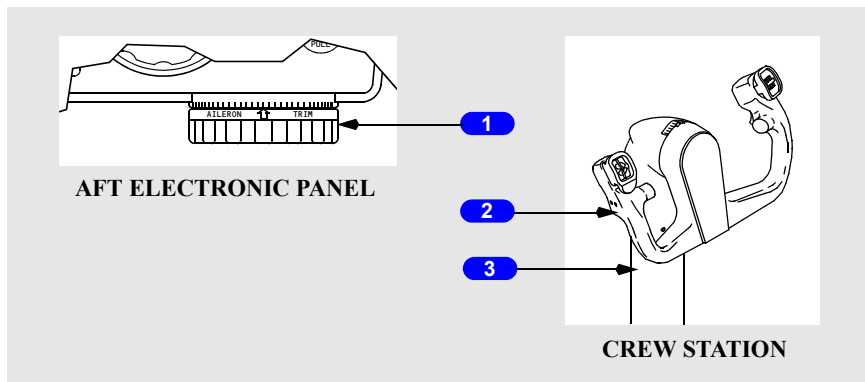 PULL
AILERON TRIM
1
AFT ELECTRONIC PANEL
2
3
CREW STATION